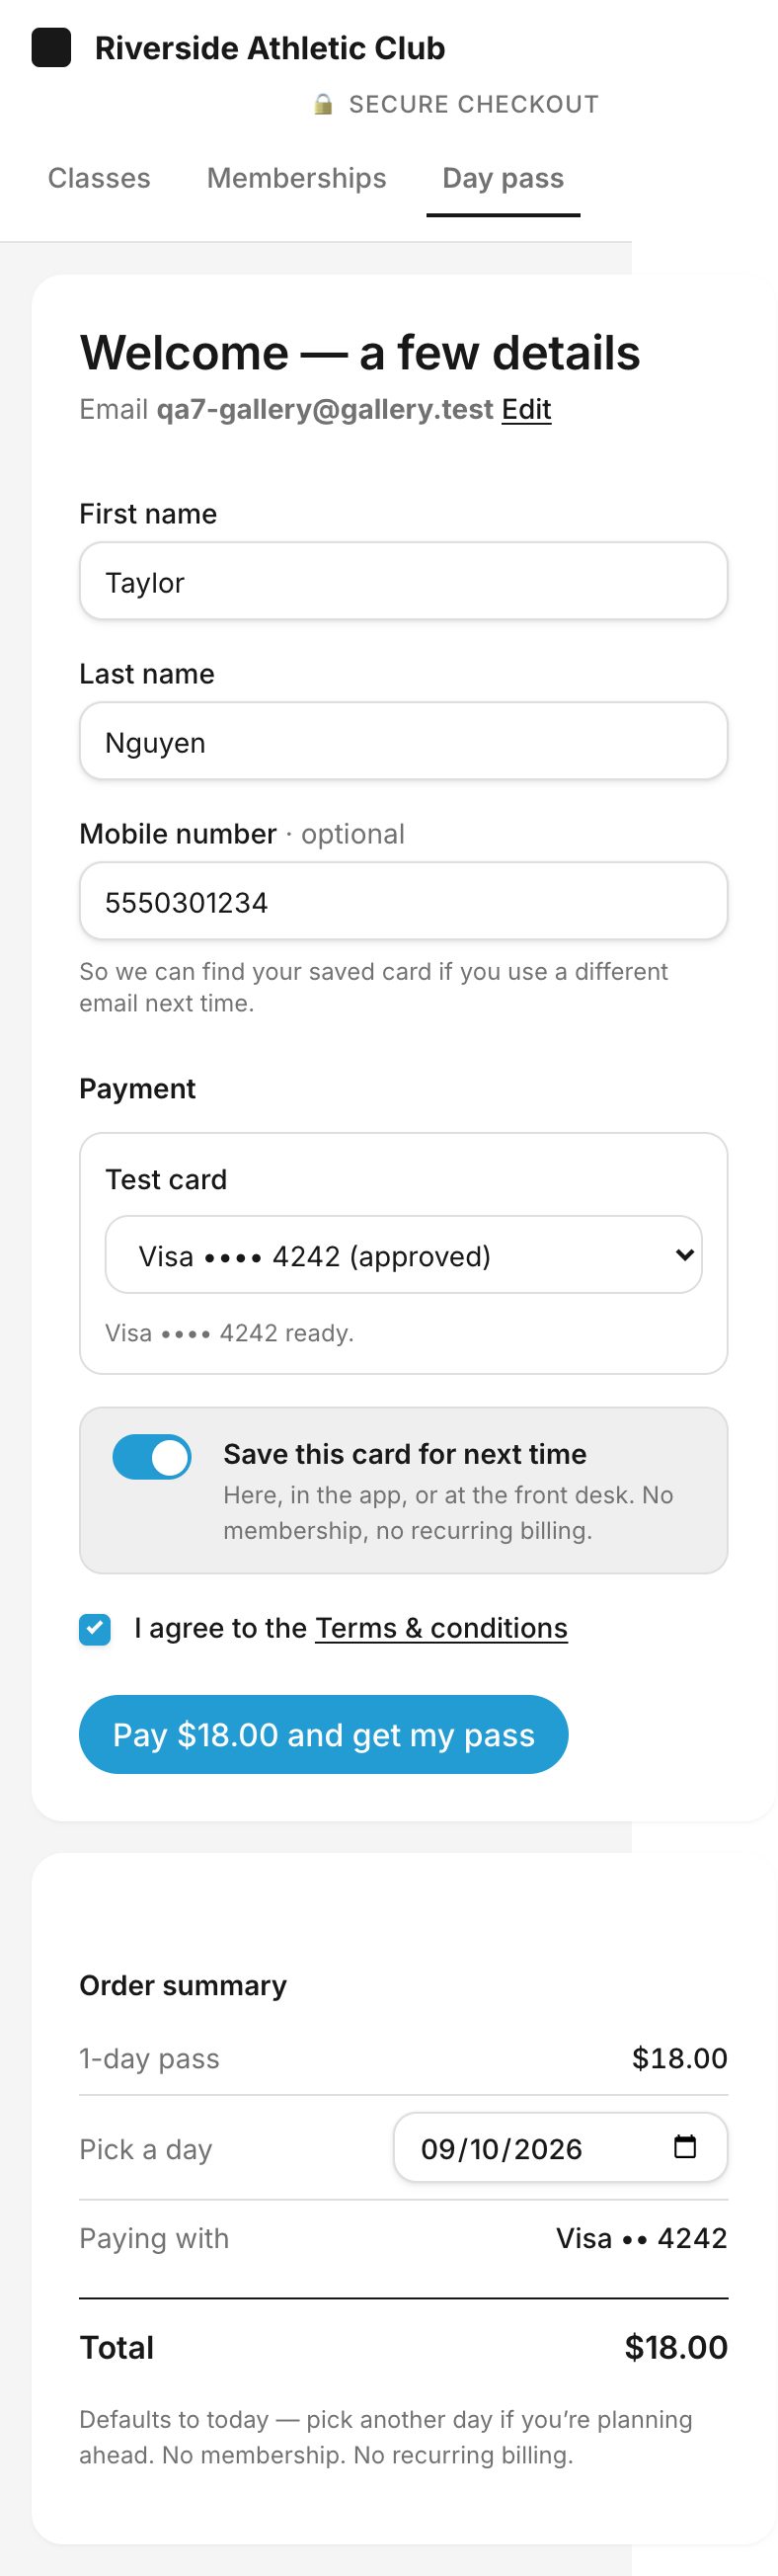 Riverside Athletic Club
🔒 SECURE CHECKOUT
Classes Memberships Day pass
Welcome — a few details
Email qa7-gallery@gallery.test Edit
First name
Taylor
Last name
Nguyen
Mobile number · optional
5550301234
So we can find your saved card if you use a different
email next time.
Payment
Test card
Visa •••• 4242 (approved)
Visa •••• 4242 ready.
Save this card for next time
Here, in the app, or at the front desk. No
membership, no recurring billing.
I agree to the Terms & conditions
Pay $18.00 and get my pass
Order summary
1-day pass $18.00
Pick a day 09/10/2026
Paying with Visa •• 4242
Total $18.00
Defaults to today — pick another day if you’re planning
ahead. No membership. No recurring billing.